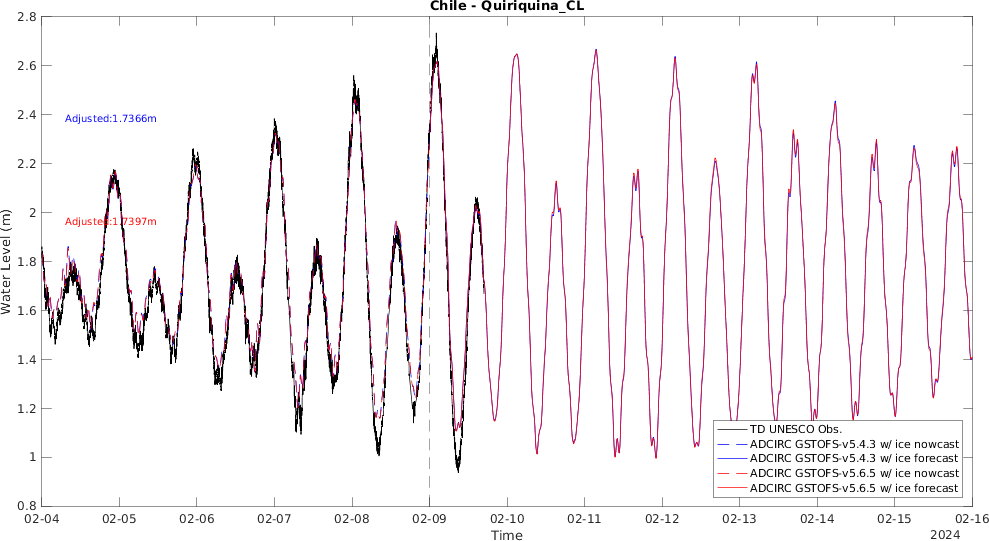 Chile - Quiriquina_CL
2.8
2.6
2.4
2.2
2
1.8
1.6
1.4
1.2
1
0.8
Water Level (m)
Adjusted:1.7366m
Adjusted:1.7397m
TD UNESCO Obs.
ADCIRC GSTOFS-v5.4.3 w/ ice nowcast
ADCIRC GSTOFS-v5.4.3 w/ ice forecast
ADCIRC GSTOFS-v5.6.5 w/ ice nowcast
ADCIRC GSTOFS-v5.6.5 w/ ice forecast
02-04 02-05 02-06 02-07 02-08 02-09 02-10 02-11 02-12 02-13 02-14 02-15 02-16
Time
2024